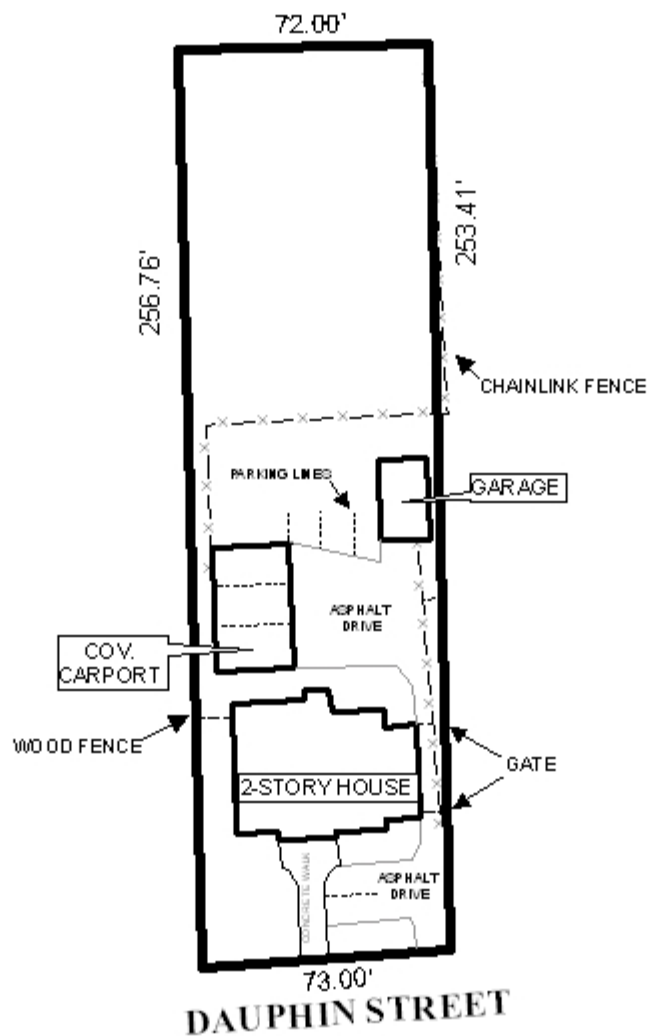 72.00'
256.76'
253.41'
CHAINLINK FENCE
PARKING LINES
GARAGE
ASPHALT
DRIVE
COV.
CARPORT
WOOD FENCE
GATE
2-STORY HOUSE
CONCRETE WALK
ASPHALT
DRIVE
73.00'
DAUPHIN STREET